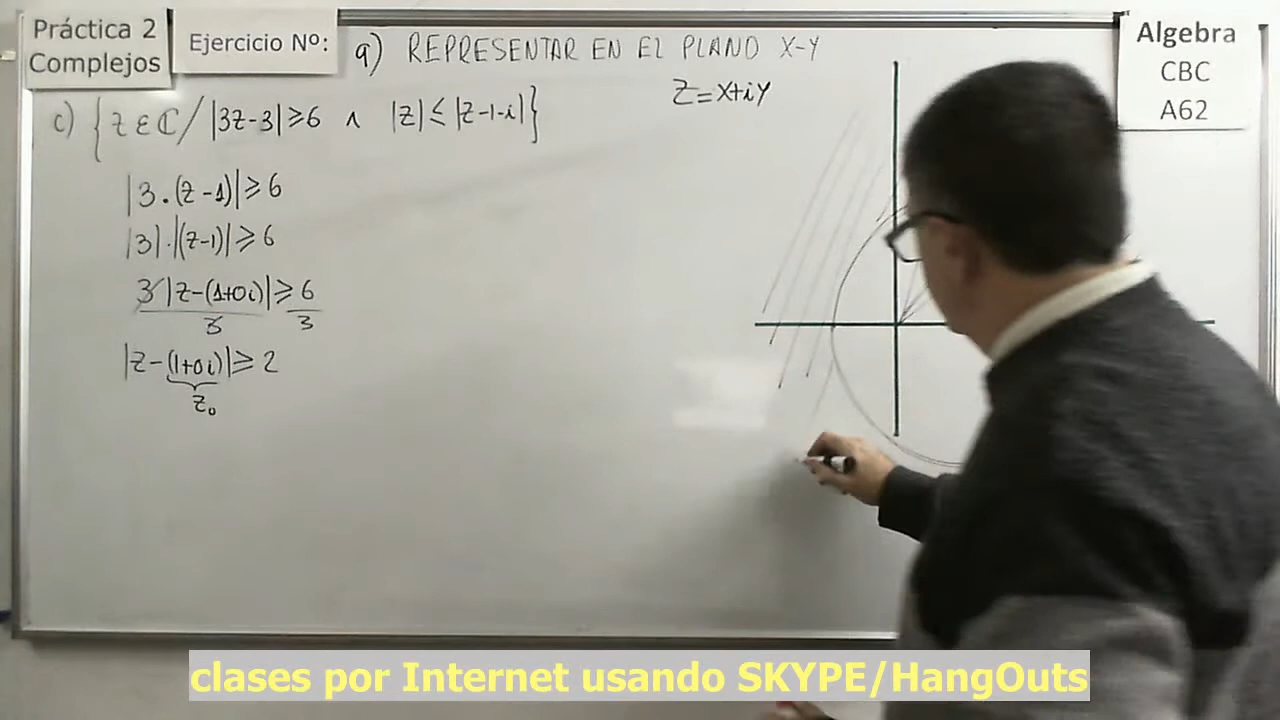 Práctica 2
Complejos
Ejercicio Nº:
a) REPRESENTAR EN EL PLANO X-Y
Z=X+iY
Algebra
CBC
A62
c) {Z∈ℂ/ |3Z-3|⩾6 ∧ |Z|≤|Z-1-i|}
|3.(Z-1)|⩾6
|3|.|(Z-1)|⩾6
3|Z-(1+0i)|⩾6
3 3
|Z-(1+0i)|⩾2
Z₀
clases por Internet usando SKYPE/HangOuts